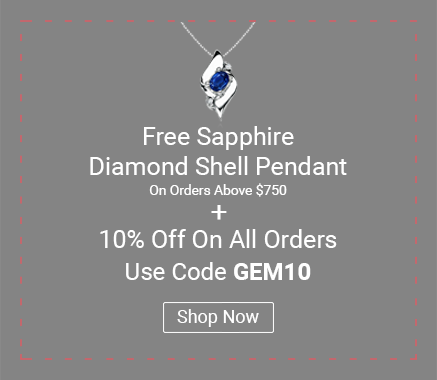 Free Sapphire
Diamond Shell Pendant
On Orders Above $750
+
10% Off On All Orders
Use Code GEM10
Shop Now